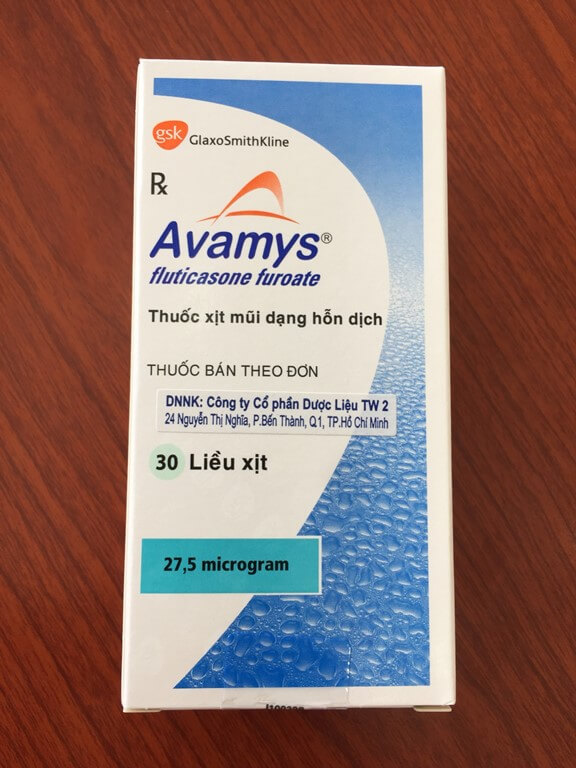 gsk GlaxoSmithKline
Rx
Avamys®
fluticasone furoate
Thuốc xịt mũi dạng hỗn dịch
THUỐC BÁN THEO ĐƠN
DNNK: Công ty Cổ phần Dược Liệu TW 2
24 Nguyễn Thị Nghĩa, P.Bến Thành, Q1, TP.Hồ Chí Minh
30 Liều xịt
27,5 microgram